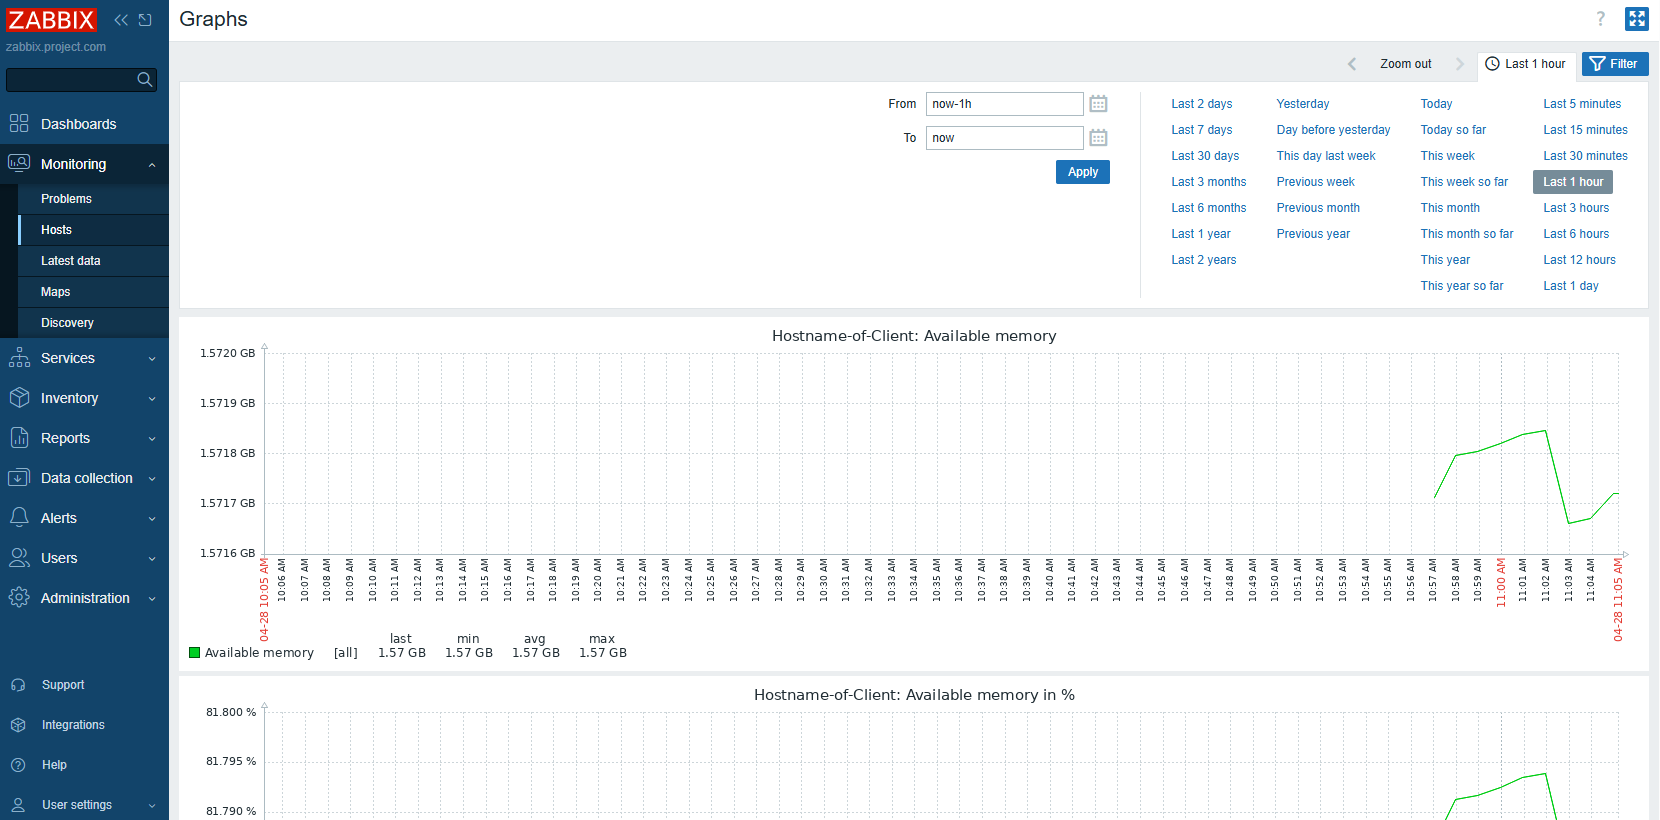 ZABBIX
zabbix.project.com
Dashboards
Monitoring
Problems
Hosts
Latest data
Maps
Discovery
Services
Inventory
Reports
Data collection
Alerts
Users
Administration
Support
Integrations
Help
User settings
Graphs
?
Zoom out
Last 1 hour
Filter
From now-1h
To now
Apply
Last 2 days Yesterday Today Last 5 minutes
Last 7 days Day before yesterday Today so far Last 15 minutes
Last 30 days This day last week This week Last 30 minutes
Last 3 months Previous week This week so far Last 1 hour
Last 6 months Previous month This month Last 3 hours
Last 1 year Previous year This month so far Last 6 hours
Last 2 years This year Last 12 hours
This year so far Last 1 day
Hostname-of-Client: Available memory
1.5720 GB
1.5719 GB
1.5718 GB
1.5717 GB
1.5716 GB
04-28 10:05 AM
10:06 AM
10:07 AM
10:08 AM
10:09 AM
10:10 AM
10:11 AM
10:12 AM
10:13 AM
10:14 AM
10:15 AM
10:16 AM
10:17 AM
10:18 AM
10:19 AM
10:20 AM
10:21 AM
10:22 AM
10:23 AM
10:24 AM
10:25 AM
10:26 AM
10:27 AM
10:28 AM
10:29 AM
10:30 AM
10:31 AM
10:32 AM
10:33 AM
10:34 AM
10:35 AM
10:36 AM
10:37 AM
10:38 AM
10:39 AM
10:40 AM
10:41 AM
10:42 AM
10:43 AM
10:44 AM
10:45 AM
10:46 AM
10:47 AM
10:48 AM
10:49 AM
10:50 AM
10:51 AM
10:52 AM
10:53 AM
10:54 AM
10:55 AM
10:56 AM
10:57 AM
10:58 AM
10:59 AM
11:00 AM
11:01 AM
11:02 AM
11:03 AM
11:04 AM
04-28 11:05 AM
last min avg max
Available memory [all] 1.57 GB 1.57 GB 1.57 GB 1.57 GB
Hostname-of-Client: Available memory in %
81.800 %
81.795 %
81.790 %